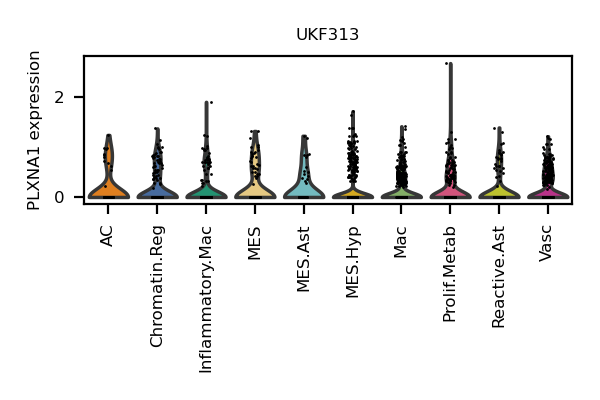 UKF313
PLXNA1 expression
2
0
AC
Chromatin.Reg
Inflammatory.Mac
MES
MES.Ast
MES.Hyp
Mac
Prolif.Metab
Reactive.Ast
Vasc